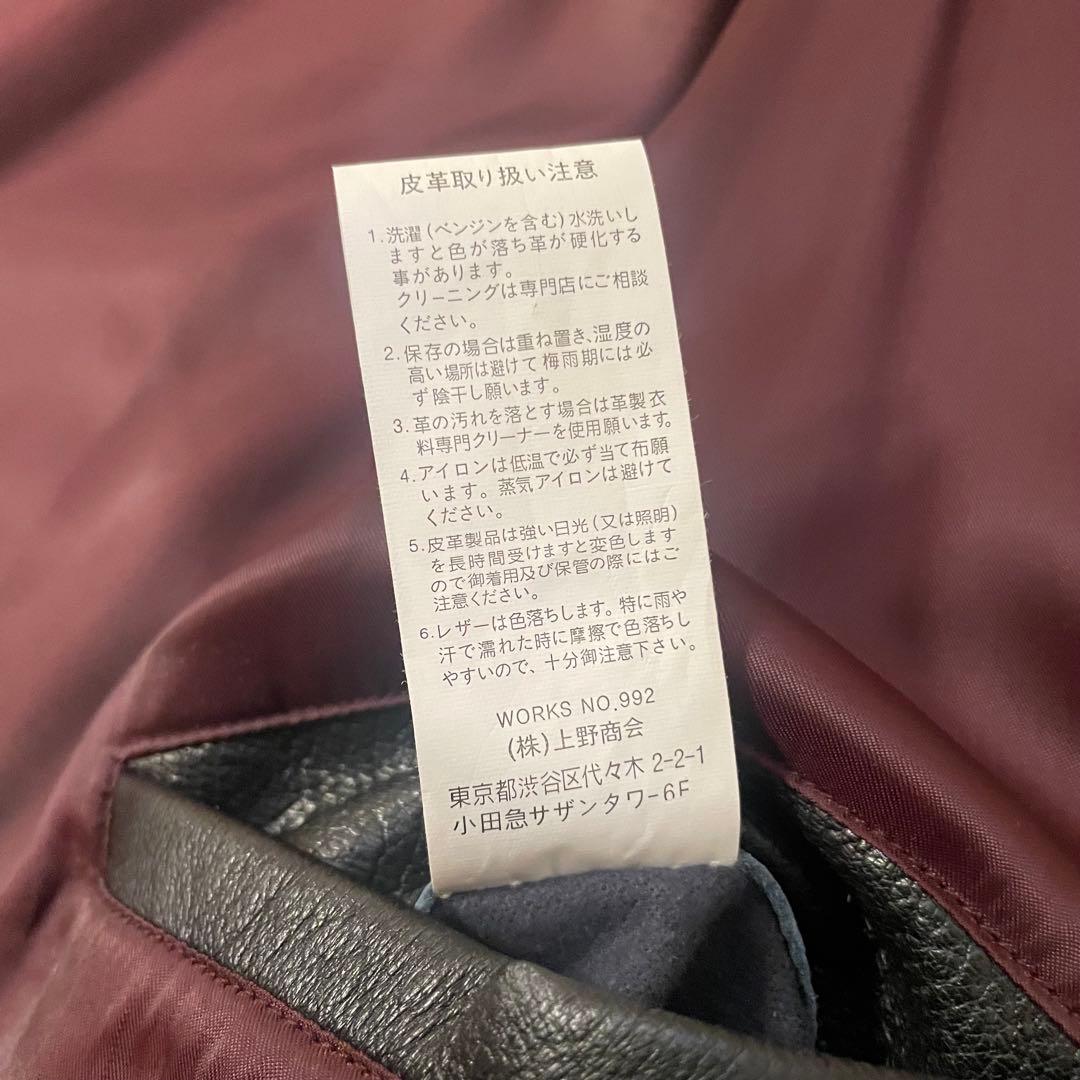 皮革取り扱い注意
1.洗濯(ベンジンを含む)水洗いし
ますと色が落ち革が硬化する
事があります。
クリーニングは専門店にご相談
ください。
2.保存の場合は重ね置き、湿度の
高い場所は避けて梅雨期には必
ず陰干し願います。
3.革の汚れを落とす場合は革製衣
料専門クリーナーを使用願います。
4.アイロンは低温で必ず当て布願
います。蒸気アイロンは避けて
ください。
5.皮革製品は強い日光(又は照明)
を長時間受けますと変色します
ので御着用及び保管の際にはご
注意ください。
6.レザーは色落ちします。特に雨や
汗で濡れた時に摩擦で色落ちし
やすいので、十分御注意下さい。
WORKS NO.992
(株)上野商会
東京都渋谷区代々木 2-2-1
小田急サザンタワー6F